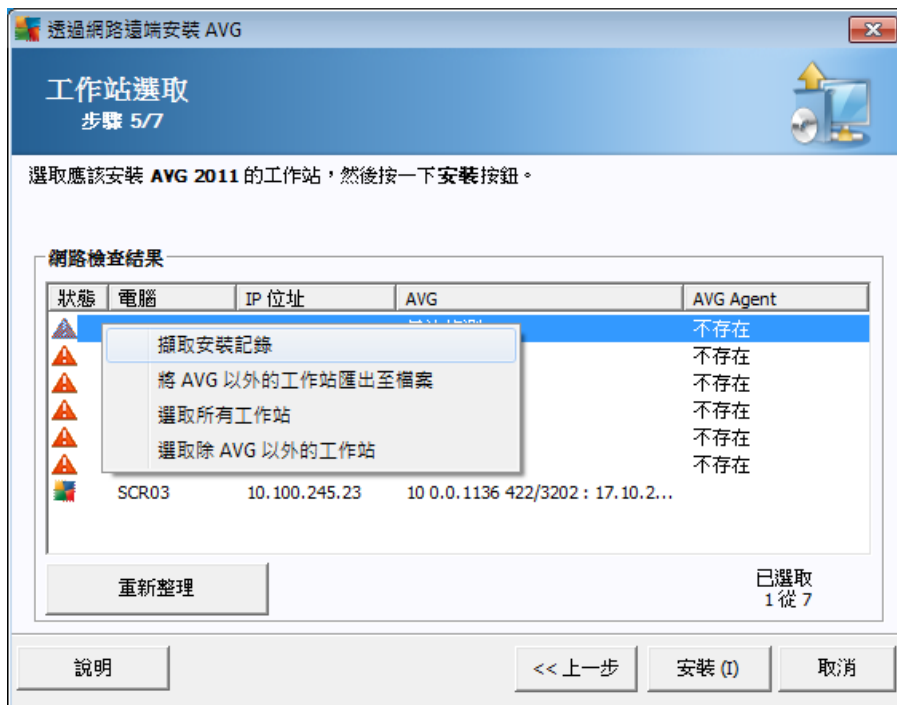 透過網路遠端安裝 AVG
工作站選取
步驟 5/7
選取應該安裝 AVG 2011 的工作站，然後按一下安裝按鈕。
網路檢查結果
狀態 電腦 IP 位址 AVG AVG Agent
不存在
擷取安裝記錄
不存在
將 AVG 以外的工作站匯出至檔案
不存在
選取所有工作站
不存在
不存在
選取除 AVG 以外的工作站
不存在
SCR03 10.100.245.23 10 0.0.1136 422/3202 : 17.10.2...
重新整理
已選取
1 從 7
說明
<< 上一步
安裝 (I)
取消